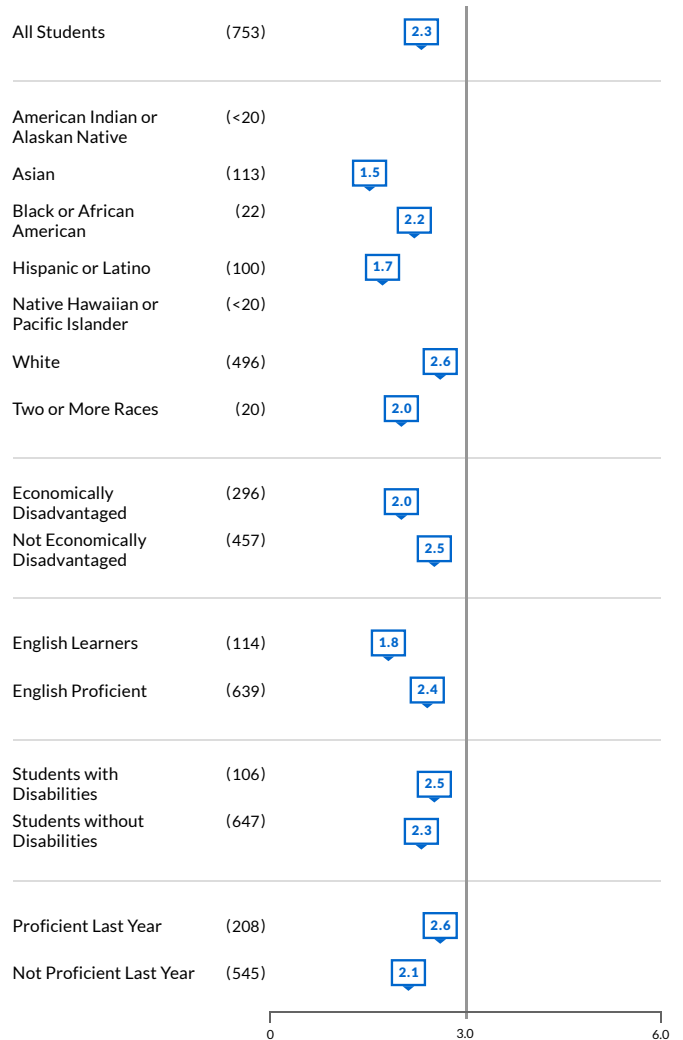 All Students (753) 2.3
American Indian or (<20)
Alaskan Native
Asian (113) 1.5
Black or African (22) 2.2
American
Hispanic or Latino (100) 1.7
Native Hawaiian or (<20)
Pacific Islander
White (496) 2.6
Two or More Races (20) 2.0
Economically (296) 2.0
Disadvantaged
Not Economically (457) 2.5
Disadvantaged
English Learners (114) 1.8
English Proficient (639) 2.4
Students with (106) 2.5
Disabilities
Students without (647) 2.3
Disabilities
Proficient Last Year (208) 2.6
Not Proficient Last Year (545) 2.1
0 3.0 6.0